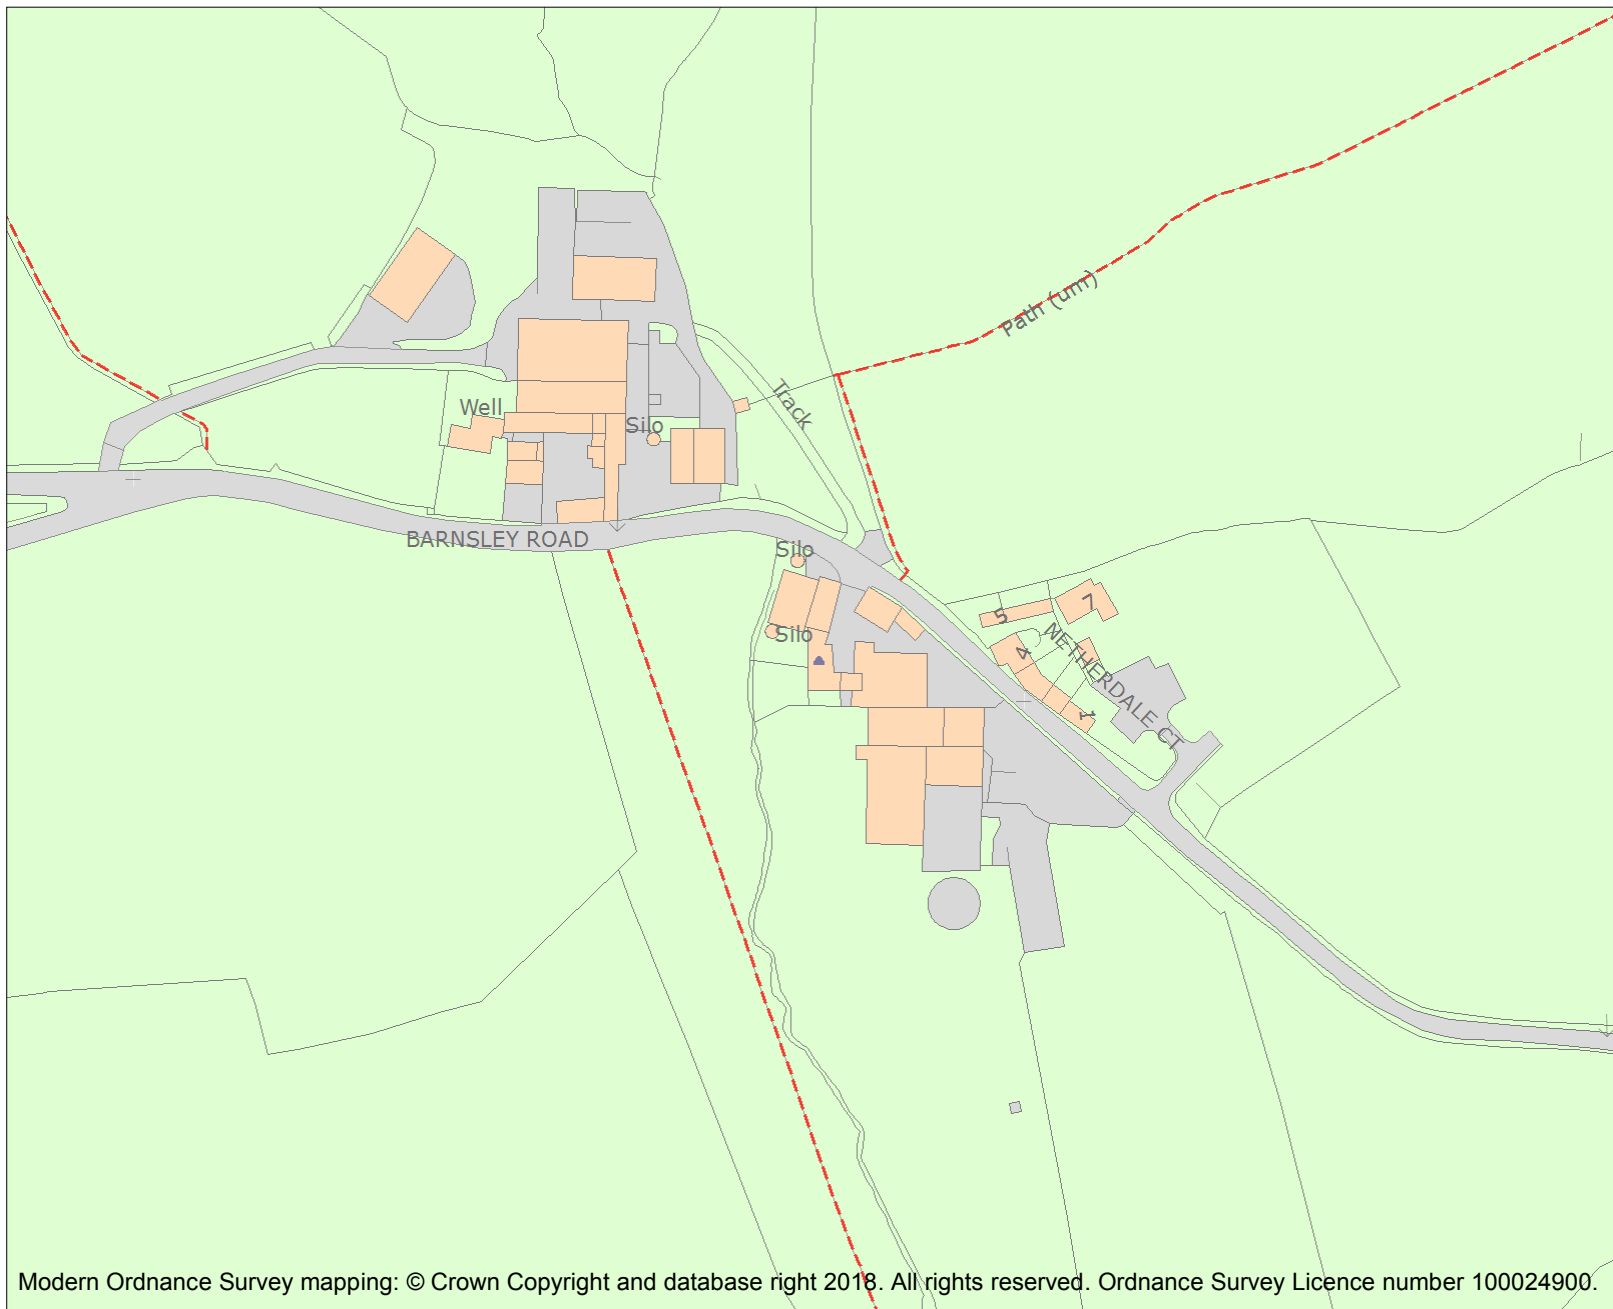 Path (um)
Track
Well
Silo
BARNSLEY ROAD
Silo
7
5
Silo
4
NETHERDALE CT
1
Modern Ordnance Survey mapping: © Crown Copyright and database right 2018. All rights reserved. Ordnance Survey Licence number 100024900.